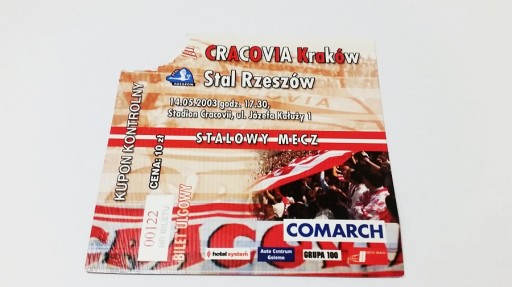 CRACOVIA Kraków
Stal Rzeszów
14.05.2003 godz. 17.30,
Stadion Cracovii, ul. Józefa Kałuży 1
STALOWY MECZ
KUPON KONTROLNY
CENA: 10 zł
BILET ULGOWY
00122
COMARCH
hotel system
Auto Centrum
Golemo
GRUPA 100